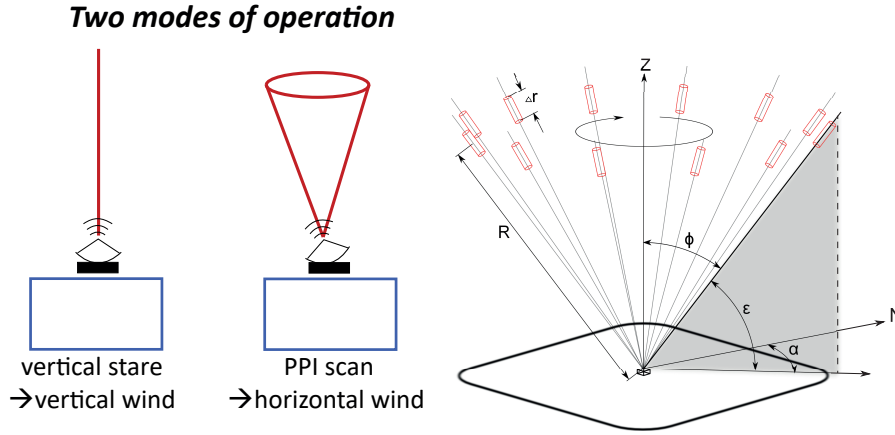 Two modes of operation
vertical stare
→vertical wind
PPI scan
→horizontal wind
Z
△r
R
ϕ
ε
N
α